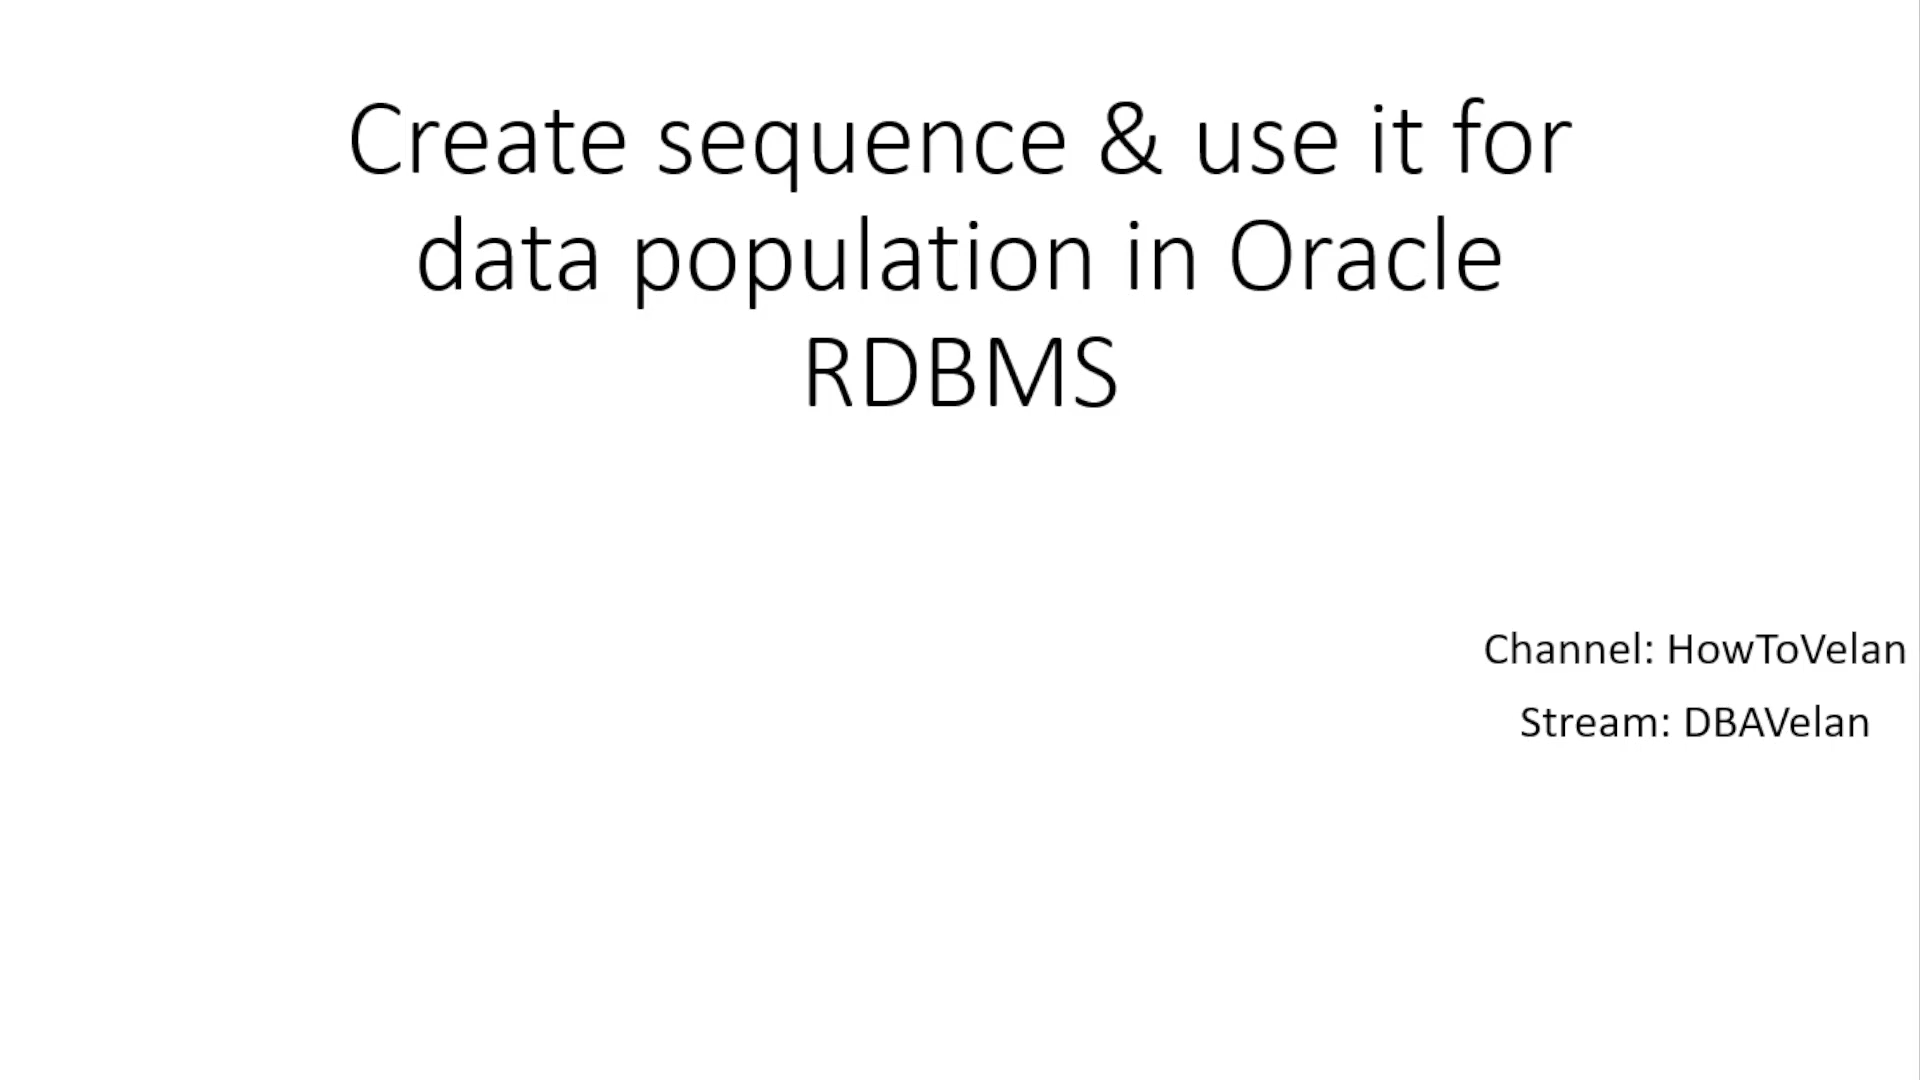 Create sequence & use it for
data population in Oracle
RDBMS
Channel: HowToVelan
Stream: DBAVelan